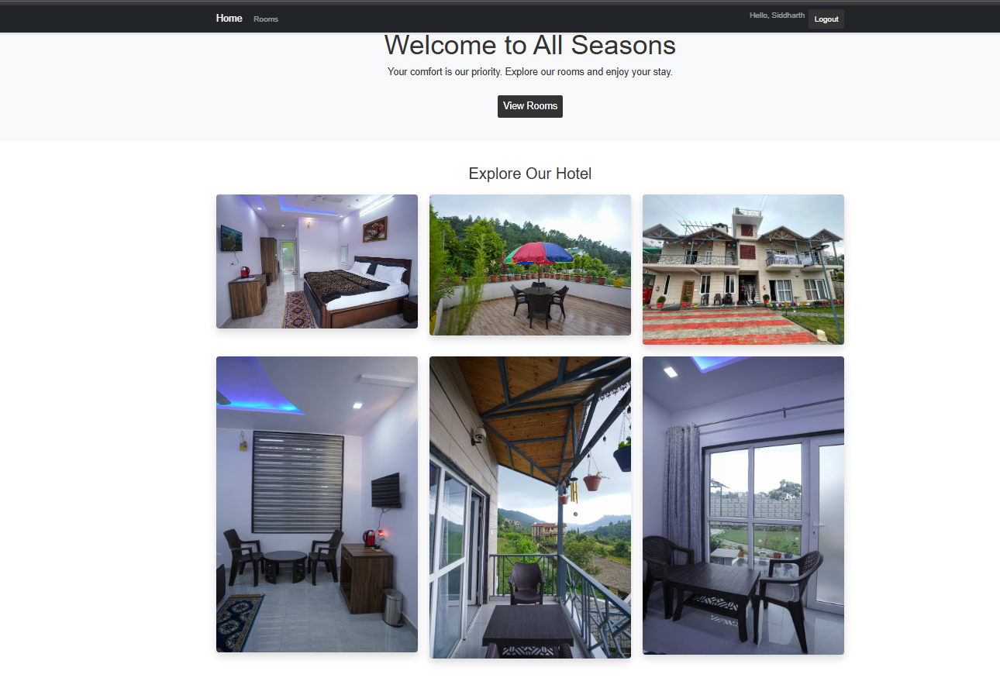 Home Rooms Hello, Siddharth Logout
Welcome to All Seasons
Your comfort is our priority. Explore our rooms and enjoy your stay.
View Rooms
Explore Our Hotel